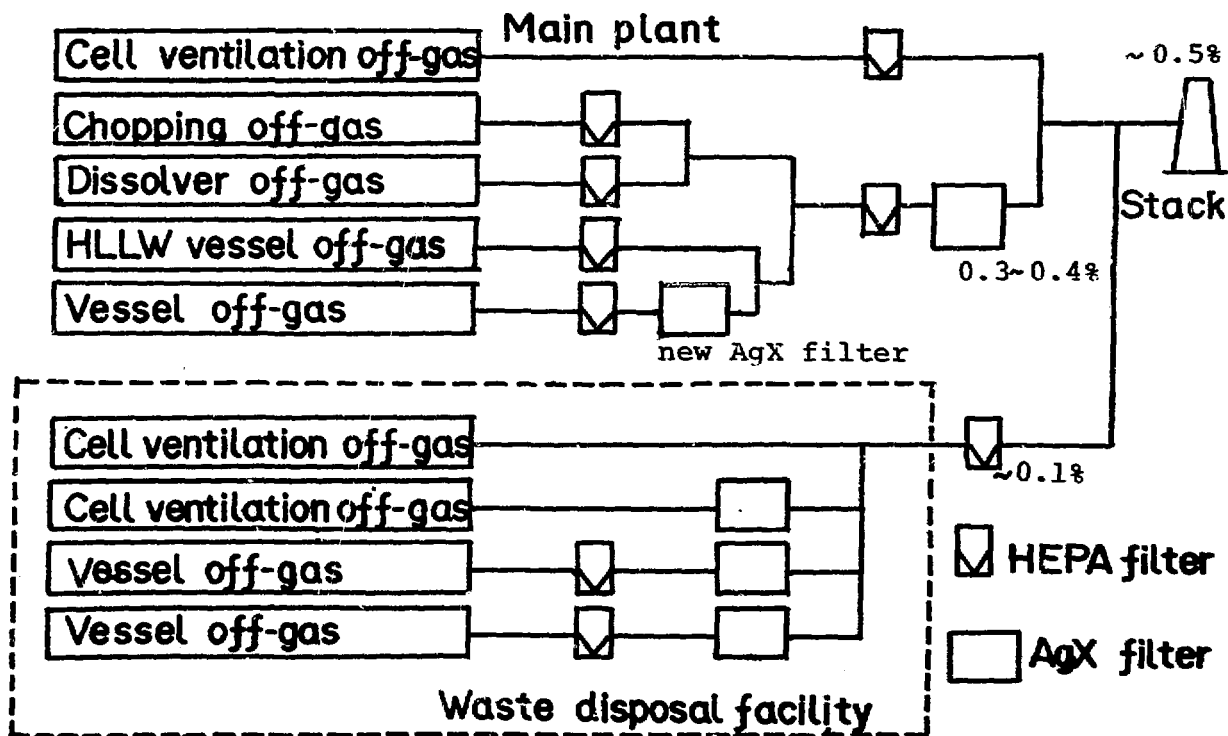 Main plant
Cell ventilation off-gas
~0.5%
Chopping off-gas
Dissolver off-gas
Stack
HLLW vessel off-gas
0.3~0.4%
Vessel off-gas
new AgX filter
Cell ventilation off-gas
~0.1%
Cell ventilation off-gas
HEPA filter
Vessel off-gas
Vessel off-gas
AgX filter
Waste disposal facility